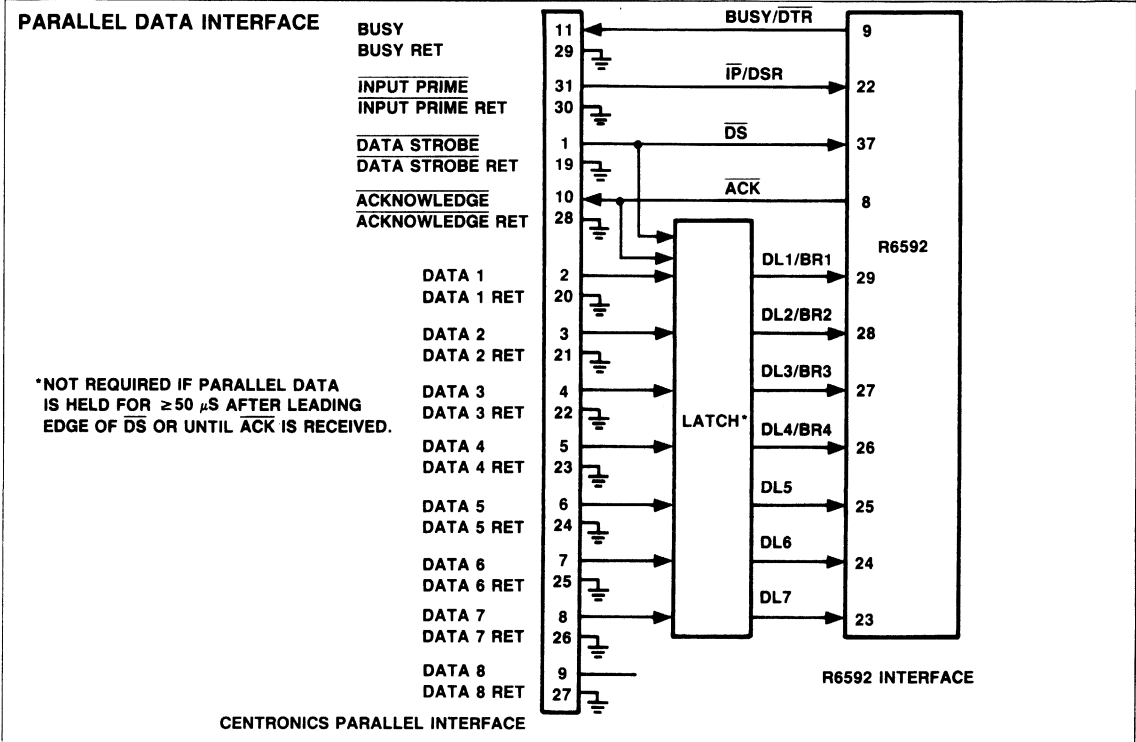 PARALLEL DATA INTERFACE
BUSY 11 BUSY/DTR 9
BUSY RET 29
INPUT PRIME 31 IP/DSR 22
INPUT PRIME RET 30
DATA STROBE 1 DS 37
DATA STROBE RET 19
ACKNOWLEDGE 10 ACK 8
ACKNOWLEDGE RET 28
R6592
DATA 1 2 DL1/BR1 29
DATA 1 RET 20
DATA 2 3 DL2/BR2 28
DATA 2 RET 21
DATA 3 4 DL3/BR3 27
DATA 3 RET 22
LATCH*
DATA 4 5 DL4/BR4 26
DATA 4 RET 23
DATA 5 6 DL5 25
DATA 5 RET 24
DATA 6 7 DL6 24
DATA 6 RET 25
DATA 7 8 DL7 23
DATA 7 RET 26
DATA 8 9
DATA 8 RET 27
*NOT REQUIRED IF PARALLEL DATA
IS HELD FOR ≥50 µS AFTER LEADING
EDGE OF DS OR UNTIL ACK IS RECEIVED.
CENTRONICS PARALLEL INTERFACE
R6592 INTERFACE